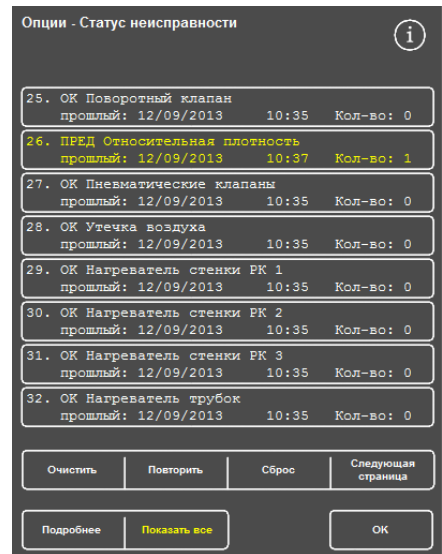 Опции - Статус неисправности
i
25. ОК Поворотный клапан
прошлый: 12/09/2013 10:35 Кол-во: 0
26. ПРЕД Относительная плотность
прошлый: 12/09/2013 10:37 Кол-во: 1
27. ОК Пневматические клапаны
прошлый: 12/09/2013 10:35 Кол-во: 0
28. ОК Утечка воздуха
прошлый: 12/09/2013 10:35 Кол-во: 0
29. ОК Нагреватель стенки РК 1
прошлый: 12/09/2013 10:35 Кол-во: 0
30. ОК Нагреватель стенки РК 2
прошлый: 12/09/2013 10:35 Кол-во: 0
31. ОК Нагреватель стенки РК 3
прошлый: 12/09/2013 10:35 Кол-во: 0
32. ОК Нагреватель трубок
прошлый: 12/09/2013 10:35 Кол-во: 0
Очистить Повторить Сброс Следующая
страница
Подробнее Показать все ОК